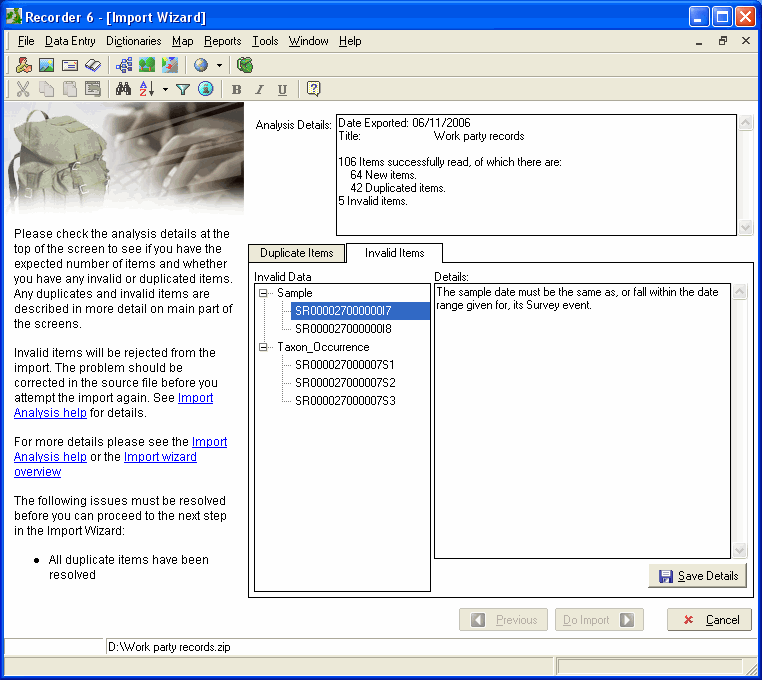 Recorder 6 - [Import Wizard]
File Data Entry Dictionaries Map Reports Tools Window Help
B I U
Analysis Details:
Date Exported: 06/11/2006
Title: Work party records
106 Items successfully read, of which there are:
64 New items.
42 Duplicated items.
5 Invalid items.
Please check the analysis details at the
top of the screen to see if you have the
expected number of items and whether
you have any invalid or duplicated items.
Any duplicates and invalid items are
described in more detail on main part of
the screens.
Invalid items will be rejected from the
import. The problem should be
corrected in the source file before you
attempt the import again. See Import
Analysis help for details.
For more details please see the Import
Analysis help or the Import wizard
overview
The following issues must be resolved
before you can proceed to the next step
in the Import Wizard:
• All duplicate items have been
resolved
Duplicate Items Invalid Items
Invalid Data
Sample
SR000027000000I7
SR000027000000I8
Taxon_Occurrence
SR000027000007S1
SR000027000007S2
SR000027000007S3
Details:
The sample date must be the same as, or fall within the date
range given for, its Survey event.
Save Details
Previous Do Import Cancel
D:\Work party records.zip